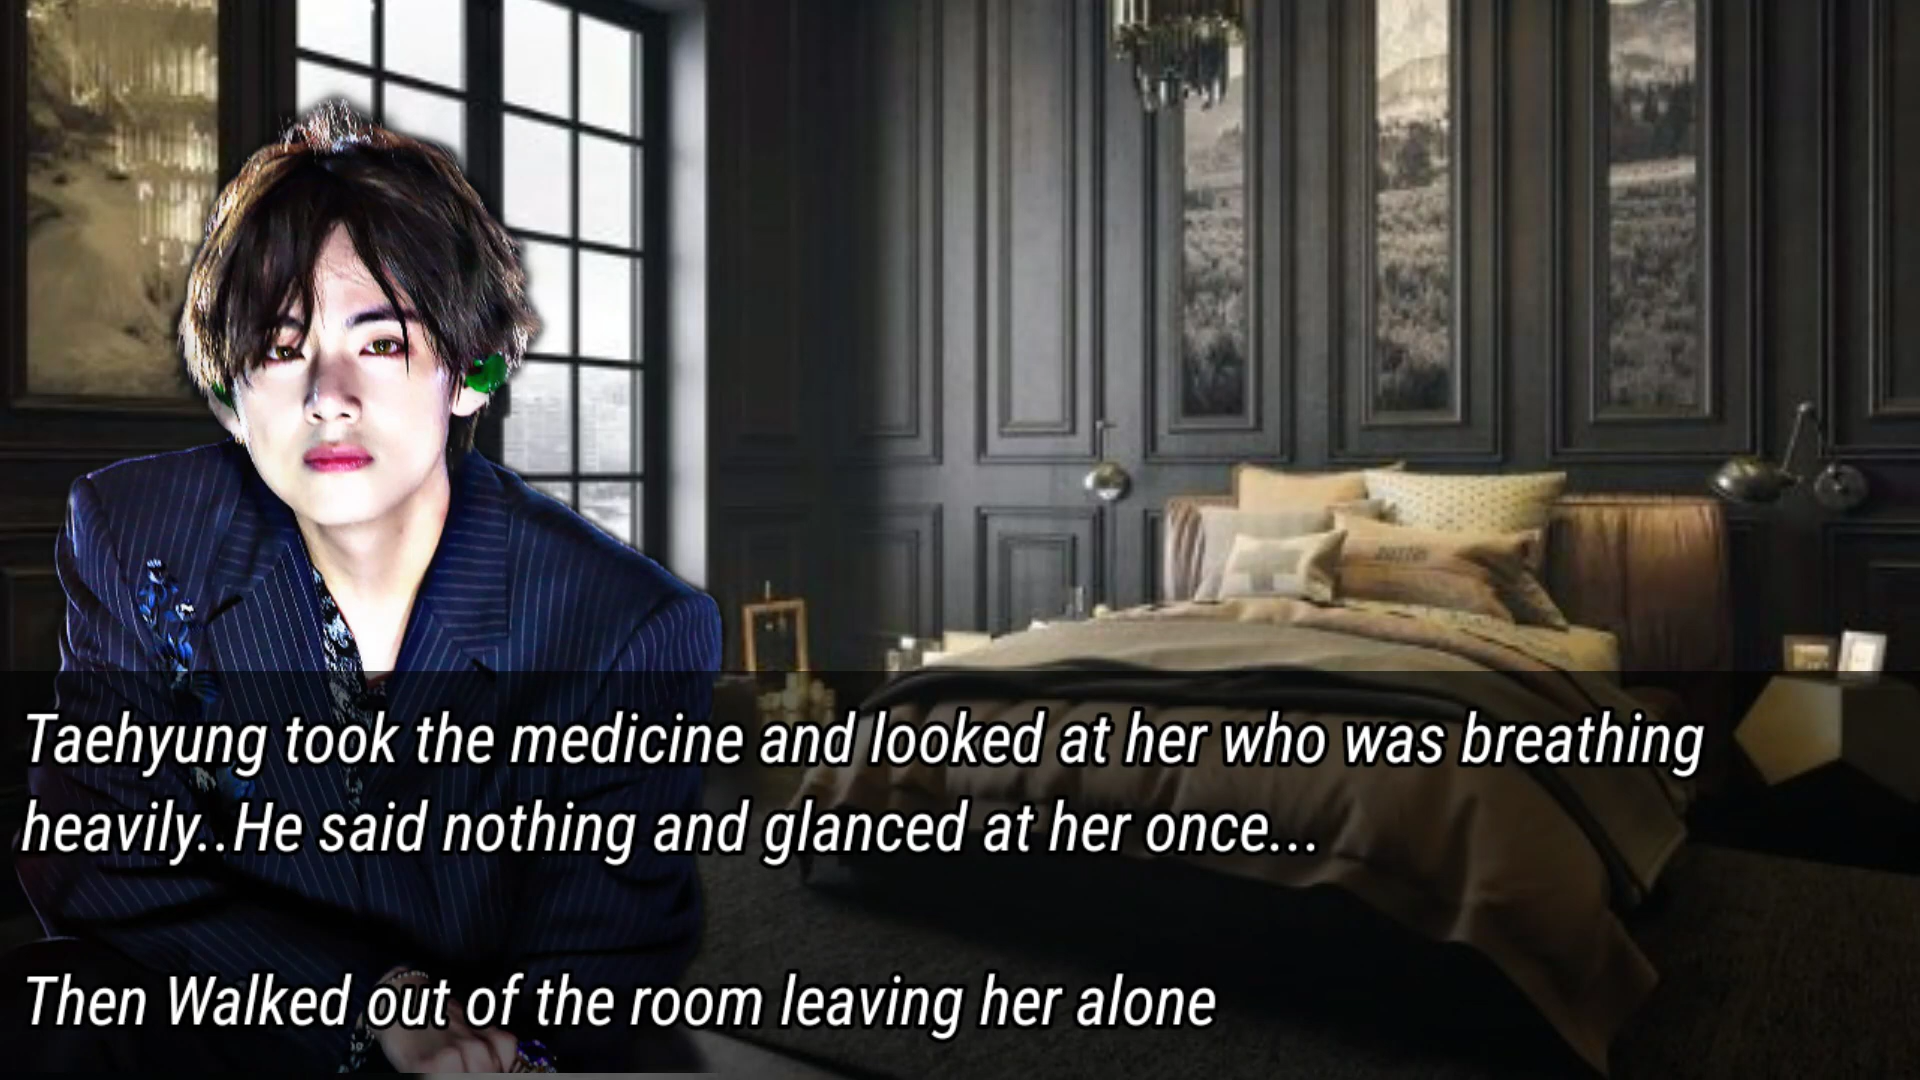 Taehyung took the medicine and looked at her who was breathing
heavily..He said nothing and glanced at her once...
Then Walked out of the room leaving her alone